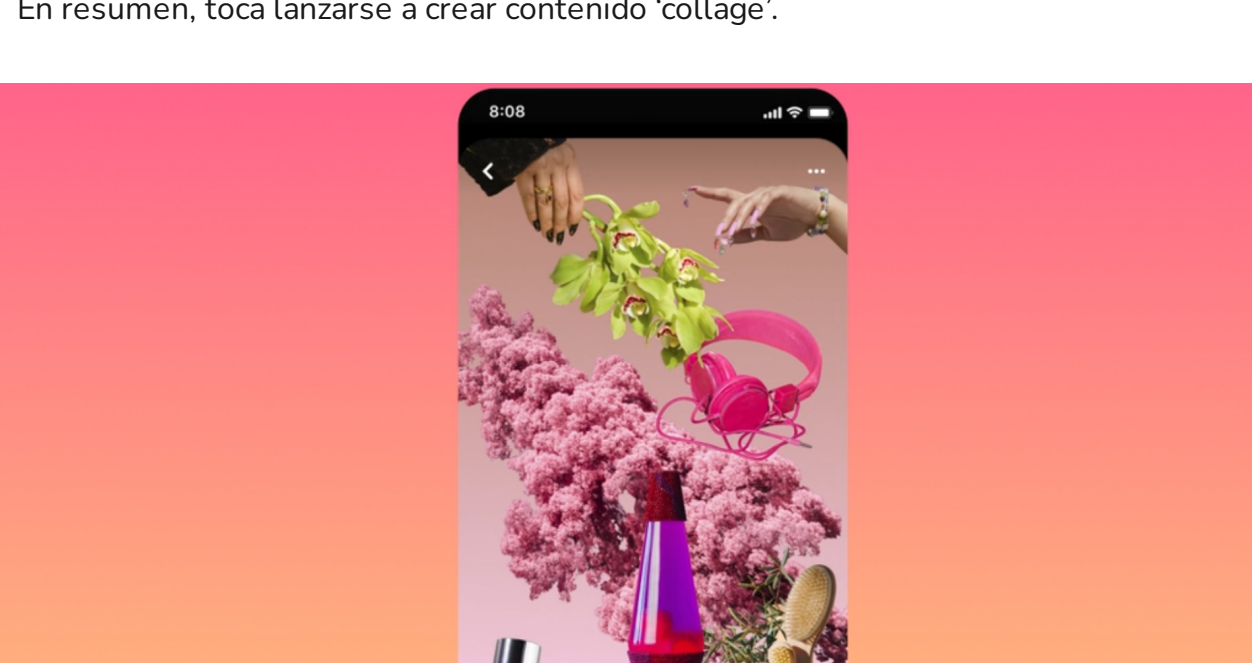 En resumen, toca lanzarse a crear contenido ‘collage’.
8:08